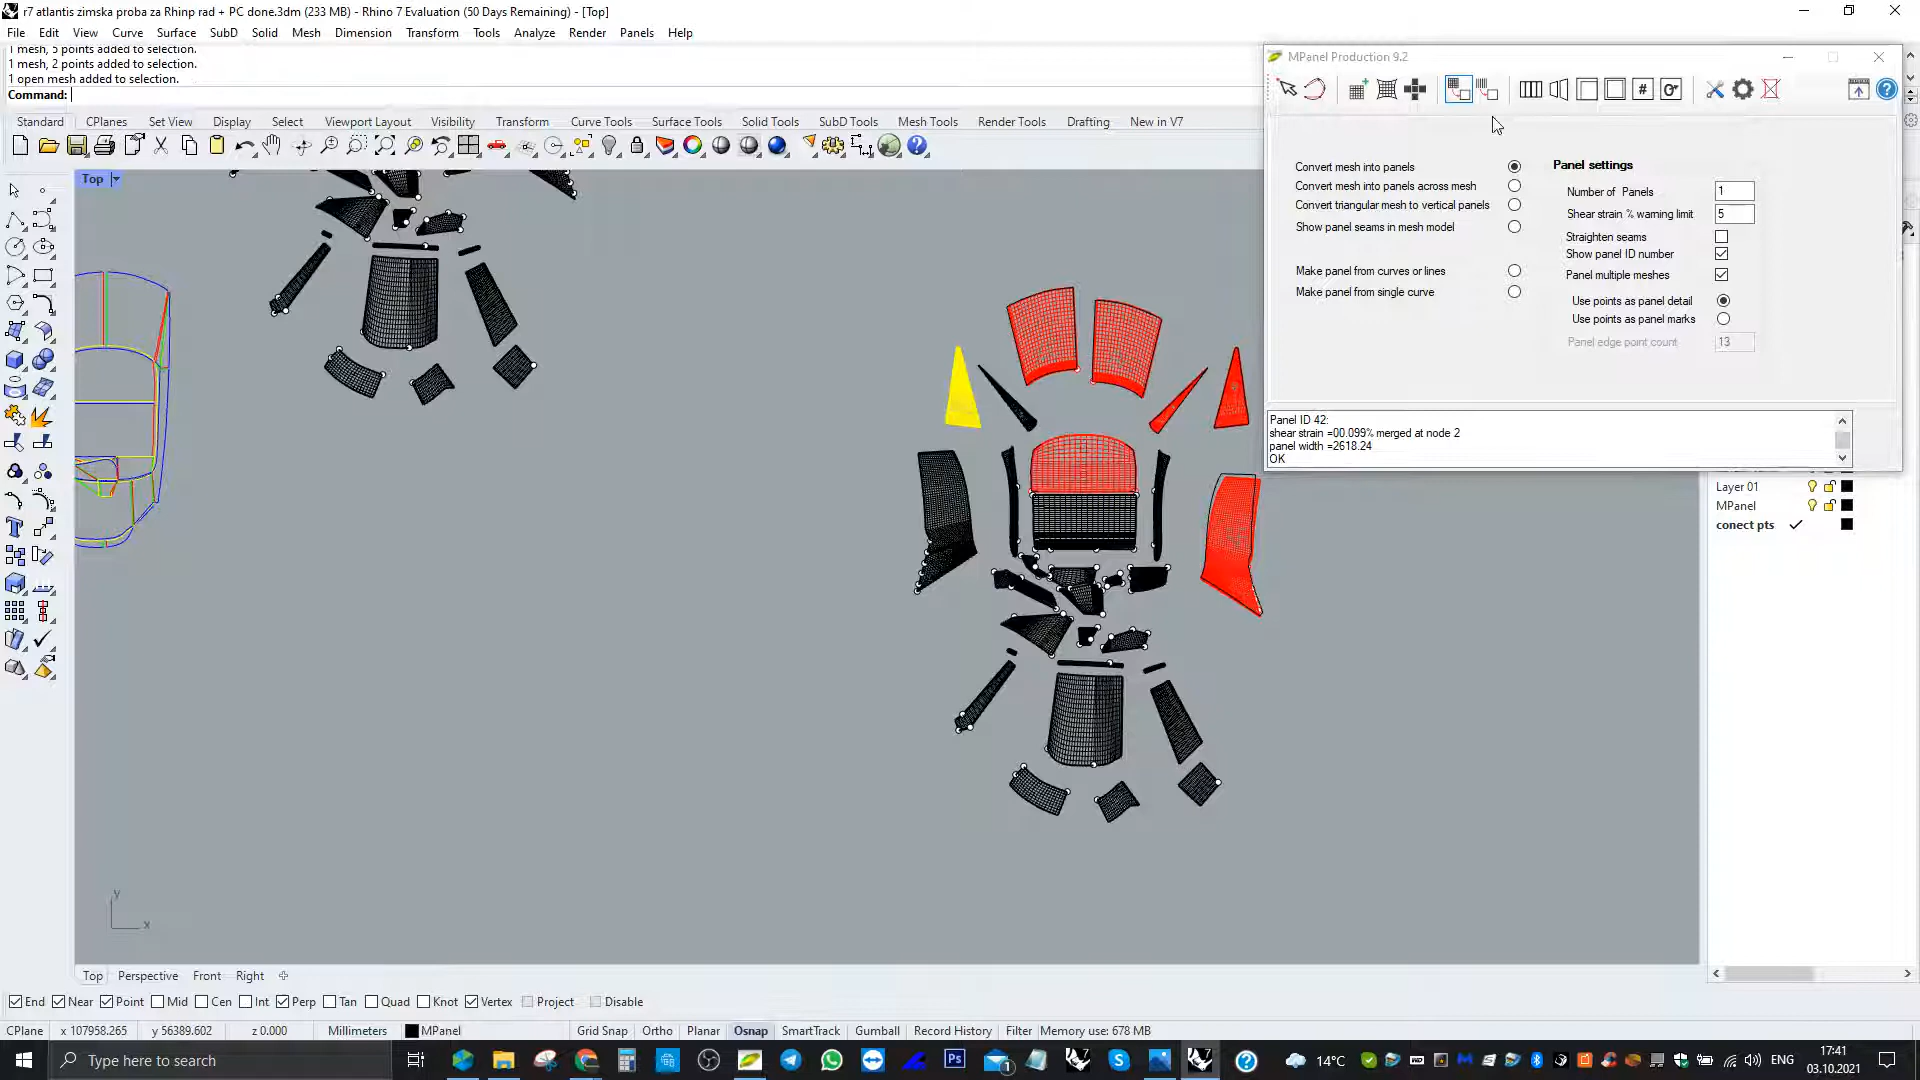 r7 atlantis zimska proba za Rhinp rad + PC done.3dm (233 MB) - Rhino 7 Evaluation (50 Days Remaining) - [Top]
File Edit View Curve Surface SubD Solid Mesh Dimension Transform Tools Analyze Render Panels Help
1 mesh, 5 points added to selection.
1 mesh, 2 points added to selection.
1 open mesh added to selection.
Command:
Standard CPlanes Set View Display Select Viewport Layout Visibility Transform Curve Tools Surface Tools Solid Tools SubD Tools Mesh Tools Render Tools Drafting New in V7
Top
MPanel Production 9.2
Convert mesh into panels
Convert mesh into panels across mesh
Convert triangular mesh to vertical panels
Show panel seams in mesh model
Make panel from curves or lines
Make panel from single curve
Panel settings
Number of Panels 1
Shear strain % warning limit 5
Straighten seams
Show panel ID number
Panel multiple meshes
Use points as panel detail
Use points as panel marks
Panel edge point count 13
Panel ID 42:
shear strain =00.099% merged at node 2
panel width =2618.24
OK
Layer 01
MPanel
conect pts
y
x
Top Perspective Front Right
End Near Point Mid Cen Int Perp Tan Quad Knot Vertex Project Disable
CPlane x 107958.265 y 56389.602 z 0.000 Millimeters MPanel Grid Snap Ortho Planar Osnap SmartTrack Gumball Record History Filter Memory use: 678 MB
Type here to search
14°C
ENG
17:41
03.10.2021